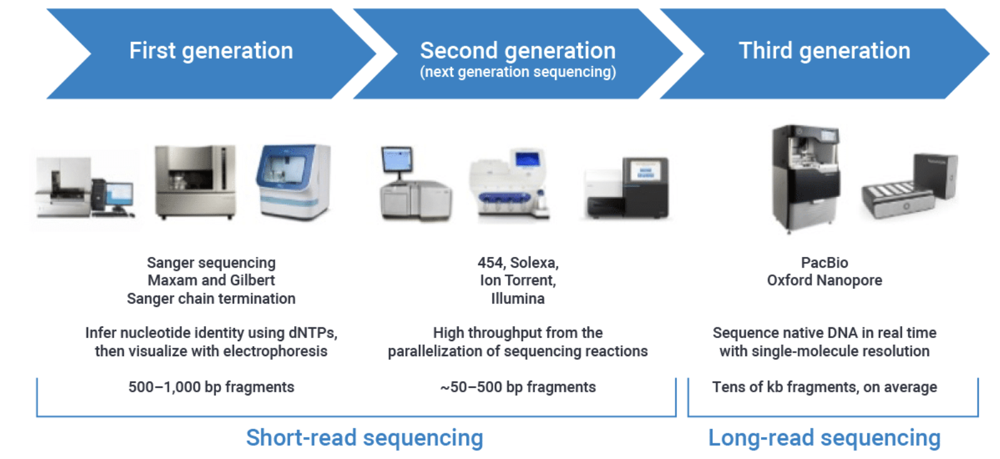 First generation
Second generation
(next generation sequencing)
Third generation
Sanger sequencing
Maxam and Gilbert
Sanger chain termination
454, Solexa,
Ion Torrent,
Illumina
PacBio
Oxford Nanopore
Infer nucleotide identity using dNTPs,
then visualize with electrophoresis
High throughput from the
parallelization of sequencing reactions
Sequence native DNA in real time
with single-molecule resolution
500–1,000 bp fragments
~50–500 bp fragments
Tens of kb fragments, on average
Short-read sequencing
Long-read sequencing